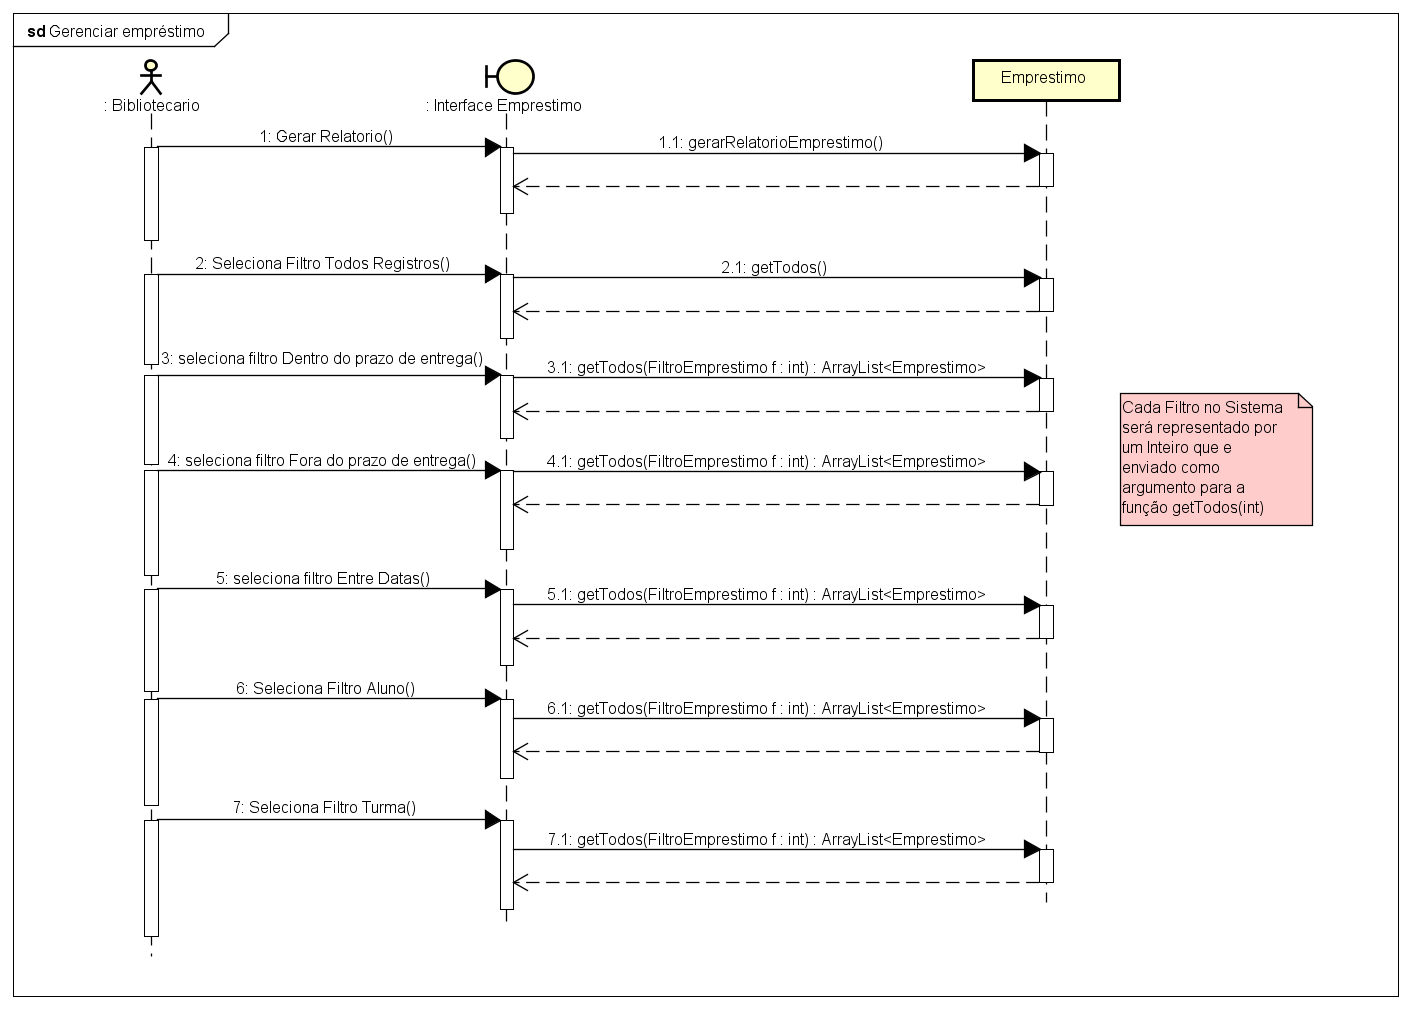 sd Gerenciar empréstimo
: Bibliotecario
: Interface Emprestimo
Emprestimo
1: Gerar Relatorio()
1.1: gerarRelatorioEmprestimo()
2: Seleciona Filtro Todos Registros()
2.1: getTodos()
3: seleciona filtro Dentro do prazo de entrega()
3.1: getTodos(FiltroEmprestimo f : int) : ArrayList<Emprestimo>
Cada Filtro no Sistema
será representado por
um Inteiro que e
enviado como
argumento para a
função getTodos(int)
4: seleciona filtro Fora do prazo de entrega()
4.1: getTodos(FiltroEmprestimo f : int) : ArrayList<Emprestimo>
5: seleciona filtro Entre Datas()
5.1: getTodos(FiltroEmprestimo f : int) : ArrayList<Emprestimo>
6: Seleciona Filtro Aluno()
6.1: getTodos(FiltroEmprestimo f : int) : ArrayList<Emprestimo>
7: Seleciona Filtro Turma()
7.1: getTodos(FiltroEmprestimo f : int) : ArrayList<Emprestimo>